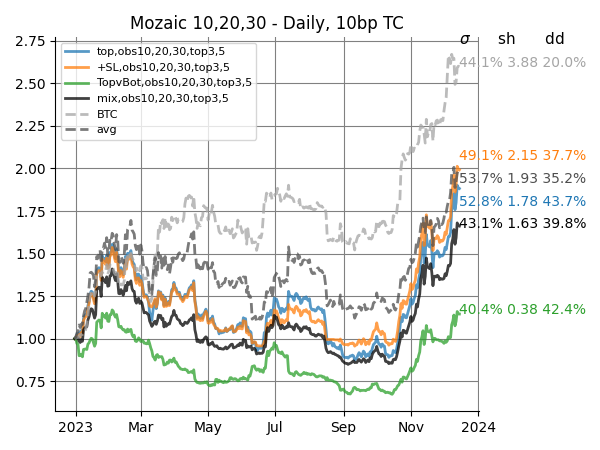 Mozaic 10,20,30 - Daily, 10bp TC
σ sh dd
2.75
2.50
2.25
2.00
1.75
1.50
1.25
1.00
0.75
top,obs10,20,30,top3,5
+SL,obs10,20,30,top3,5
TopvBot,obs10,20,30,top3,5
mix,obs10,20,30,top3,5
BTC
avg
44.1% 3.88 20.0%
49.1% 2.15 37.7%
53.7% 1.93 35.2%
52.8% 1.78 43.7%
43.1% 1.63 39.8%
40.4% 0.38 42.4%
2023 Mar May Jul Sep Nov 2024